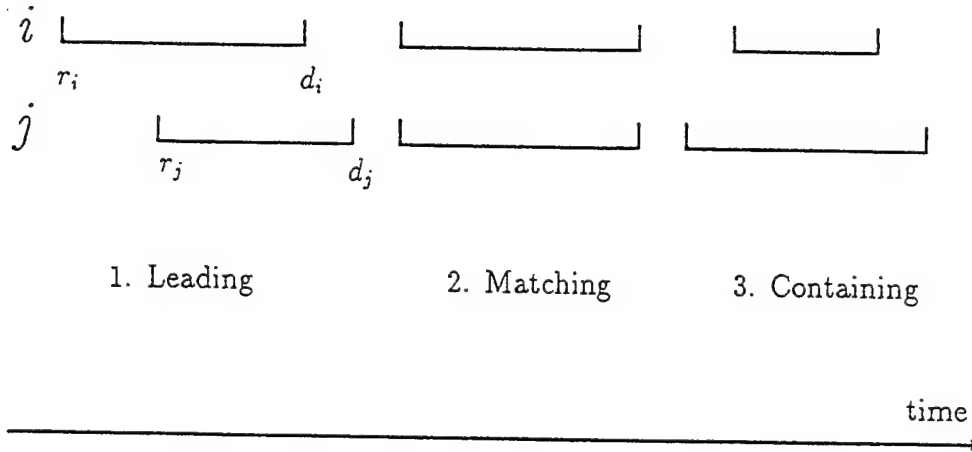 i
r_i d_i
j
r_j d_j
1. Leading 2. Matching 3. Containing
time